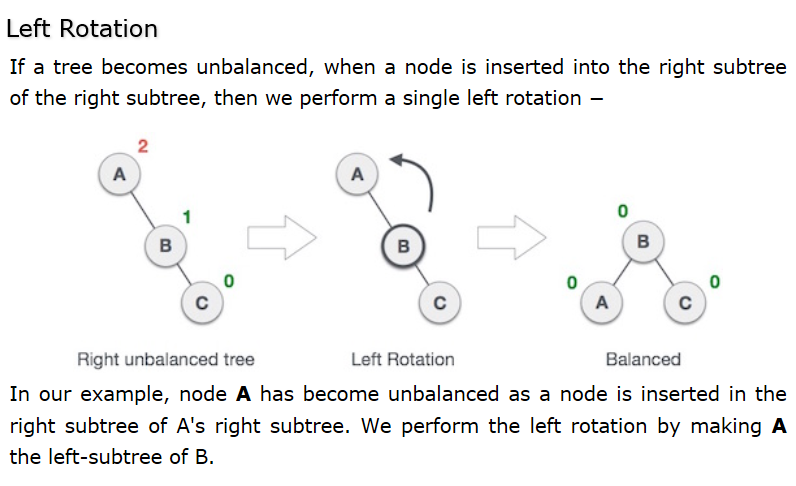 Left Rotation
If a tree becomes unbalanced, when a node is inserted into the right subtree
of the right subtree, then we perform a single left rotation −
2
A
1
B
0
C
A
B
C
0
B
0
A
0
C
Right unbalanced tree
Left Rotation
Balanced
In our example, node A has become unbalanced as a node is inserted in the
right subtree of A's right subtree. We perform the left rotation by making A
the left-subtree of B.